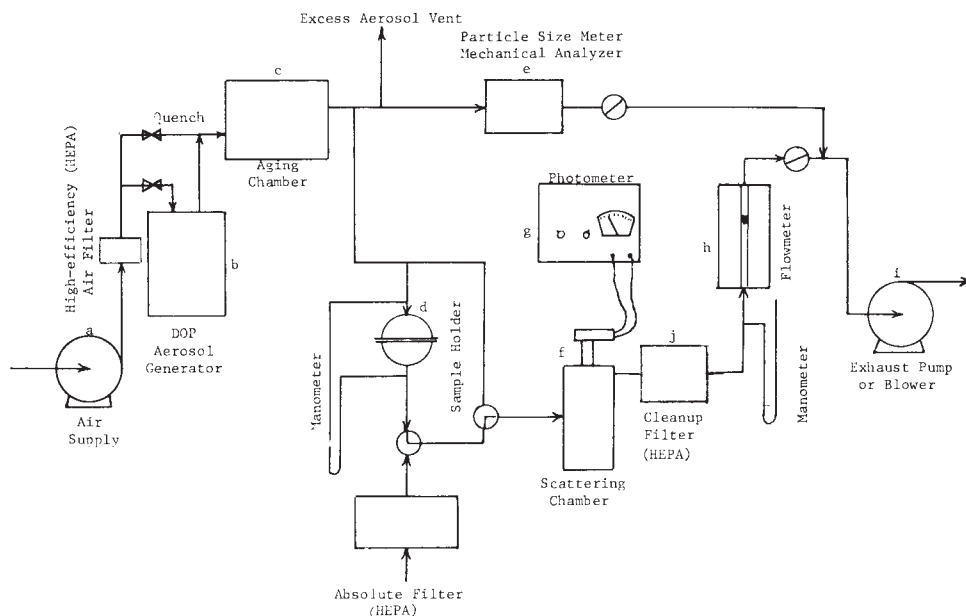 Excess Aerosol Vent
Particle Size Meter
Mechanical Analyzer
e
c
Quench
Aging
Chamber
High-efficiency (HEPA)
Air Filter
b
DOP
Aerosol
Generator
a
Air
Supply
Photometer
g
d
Sample Holder
Manometer
f
Scattering
Chamber
j
Cleanup
Filter
(HEPA)
h
Flowmeter
Manometer
i
Exhaust Pump
or Blower
Absolute Filter
(HEPA)